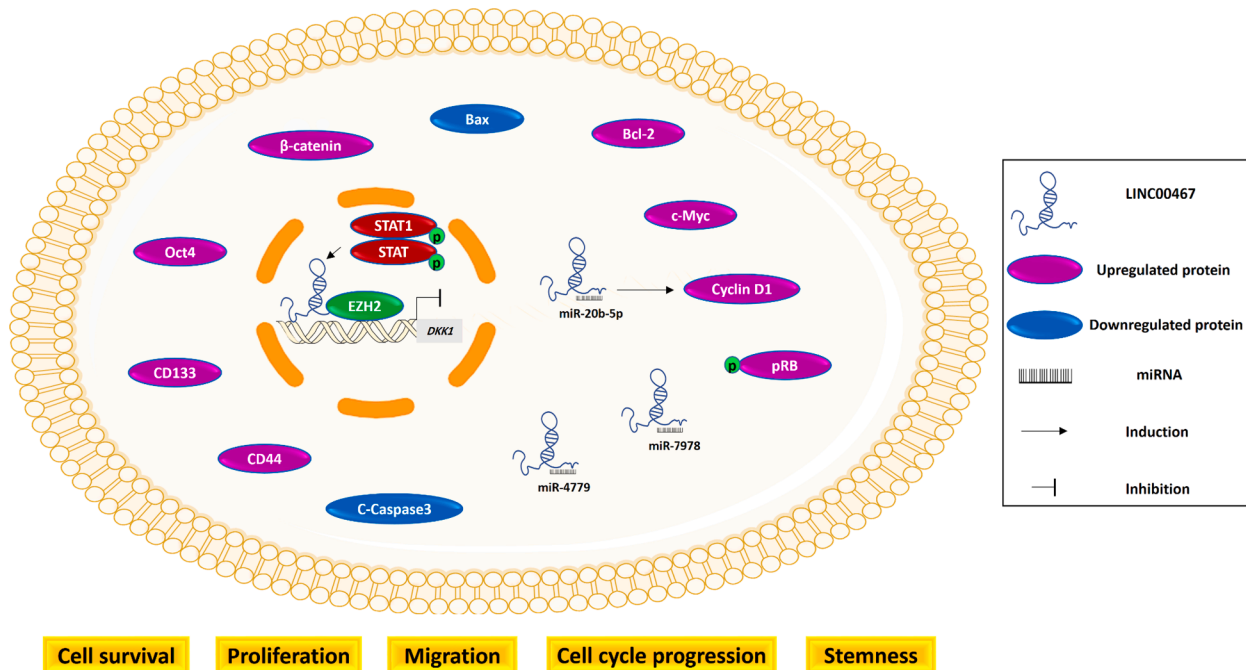 Bax
Bcl-2
β-catenin
c-Myc
STAT1
p
STAT
p
Oct4
EZH2
DKK1
miR-20b-5p
Cyclin D1
CD133
p
pRB
miR-7978
CD44
miR-4779
C-Caspase3
LINC00467
Upregulated protein
Downregulated protein
miRNA
Induction
Inhibition
Cell survival
Proliferation
Migration
Cell cycle progression
Stemness